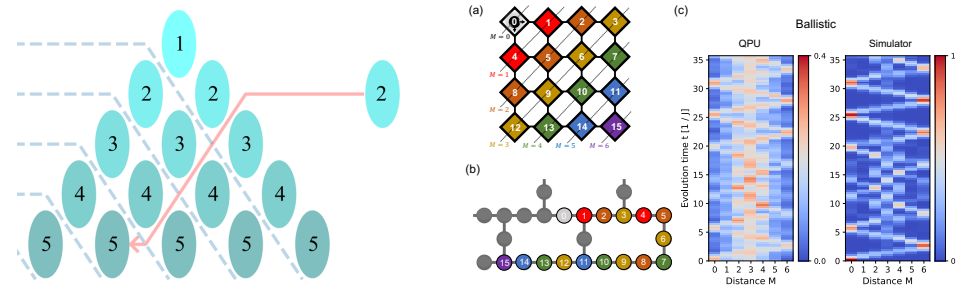 1
2 2 2
3 3 3
4 4 4 4
5 5 5 5 5
(a)
0 1 2 3
M = 0
4 5 6 7
M = 1
8 9 10 11
M = 2
12 13 14 15
M = 3 M = 4 M = 5 M = 6
(b)
0 1 2 3 4 5
6
15 14 13 12 11 10 9 8 7
(c)
Ballistic
QPU Simulator
Evolution time t [1 / J]
35
30
25
20
15
10
5
0
0.4
0.0
35
30
25
20
15
10
5
0
1
0
0 1 2 3 4 5 6
0 1 2 3 4 5 6
Distance M Distance M